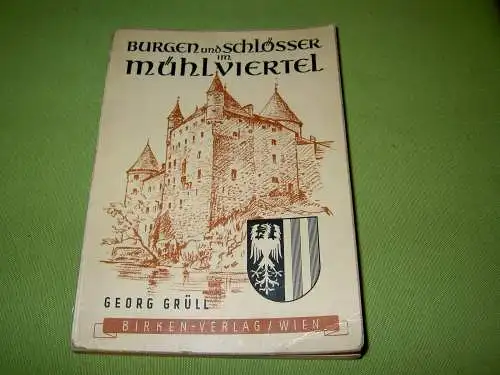 BURGEN und SCHLÖSSER
im
MÜHLVIERTEL
GEORG GRÜLL
BIRKEN-VERLAG / WIEN